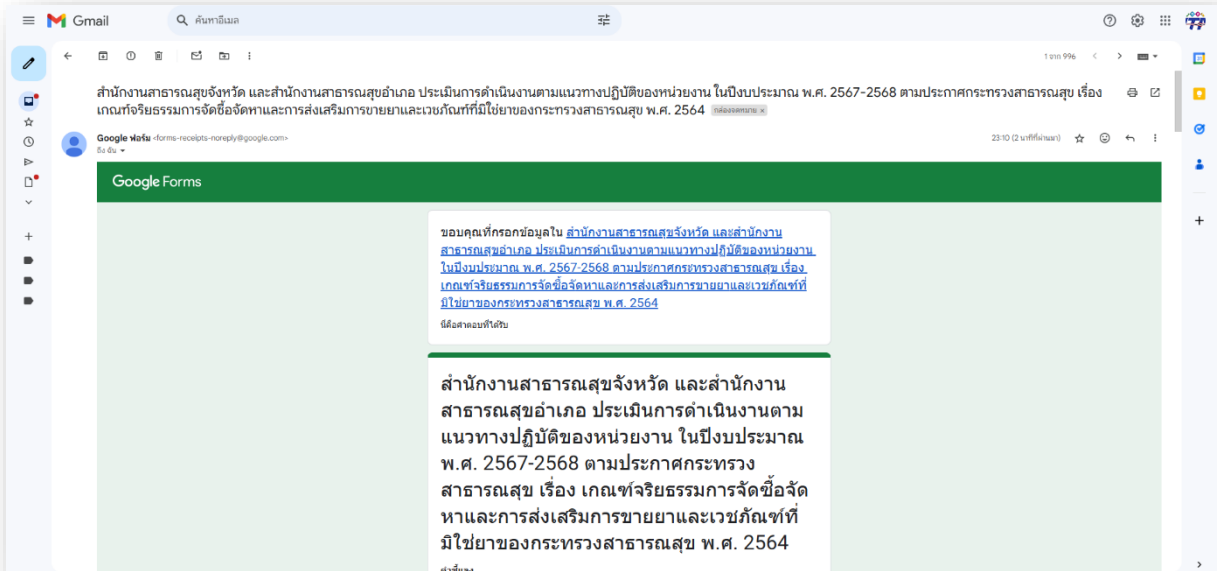 Gmail
ค้นหาอีเมล
1 จาก 996
สำนักงานสาธารณสุขจังหวัด และสำนักงานสาธารณสุขอำเภอ ประเมินการดำเนินงานตามแนวทางปฏิบัติของหน่วยงาน ในปีงบประมาณ พ.ศ. 2567-2568 ตามประกาศกระทรวงสาธารณสุข เรื่อง
เกณฑ์จริยธรรมการจัดซื้อจัดหาและการส่งเสริมการขายยาและเวชภัณฑ์ที่มิใช่ยาของกระทรวงสาธารณสุข พ.ศ. 2564 กล่องจดหมาย x
Google ฟอร์ม <forms-receipts-noreply@google.com>
23:10 (2 นาทีที่ผ่านมา)
ถึง ฉัน
Google Forms
ขอบคุณที่กรอกข้อมูลใน สำนักงานสาธารณสุขจังหวัด และสำนักงาน
สาธารณสุขอำเภอ ประเมินการดำเนินงานตามแนวทางปฏิบัติของหน่วยงาน
ในปีงบประมาณ พ.ศ. 2567-2568 ตามประกาศกระทรวงสาธารณสุข เรื่อง
เกณฑ์จริยธรรมการจัดซื้อจัดหาและการส่งเสริมการขายยาและเวชภัณฑ์ที่
มิใช่ยาของกระทรวงสาธารณสุข พ.ศ. 2564
นี่คือคำตอบที่ได้รับ
สำนักงานสาธารณสุขจังหวัด และสำนักงาน
สาธารณสุขอำเภอ ประเมินการดำเนินงานตาม
แนวทางปฏิบัติของหน่วยงาน ในปีงบประมาณ
พ.ศ. 2567-2568 ตามประกาศกระทรวง
สาธารณสุข เรื่อง เกณฑ์จริยธรรมการจัดซื้อจัด
หาและการส่งเสริมการขายยาและเวชภัณฑ์ที่
มิใช่ยาของกระทรวงสาธารณสุข พ.ศ. 2564